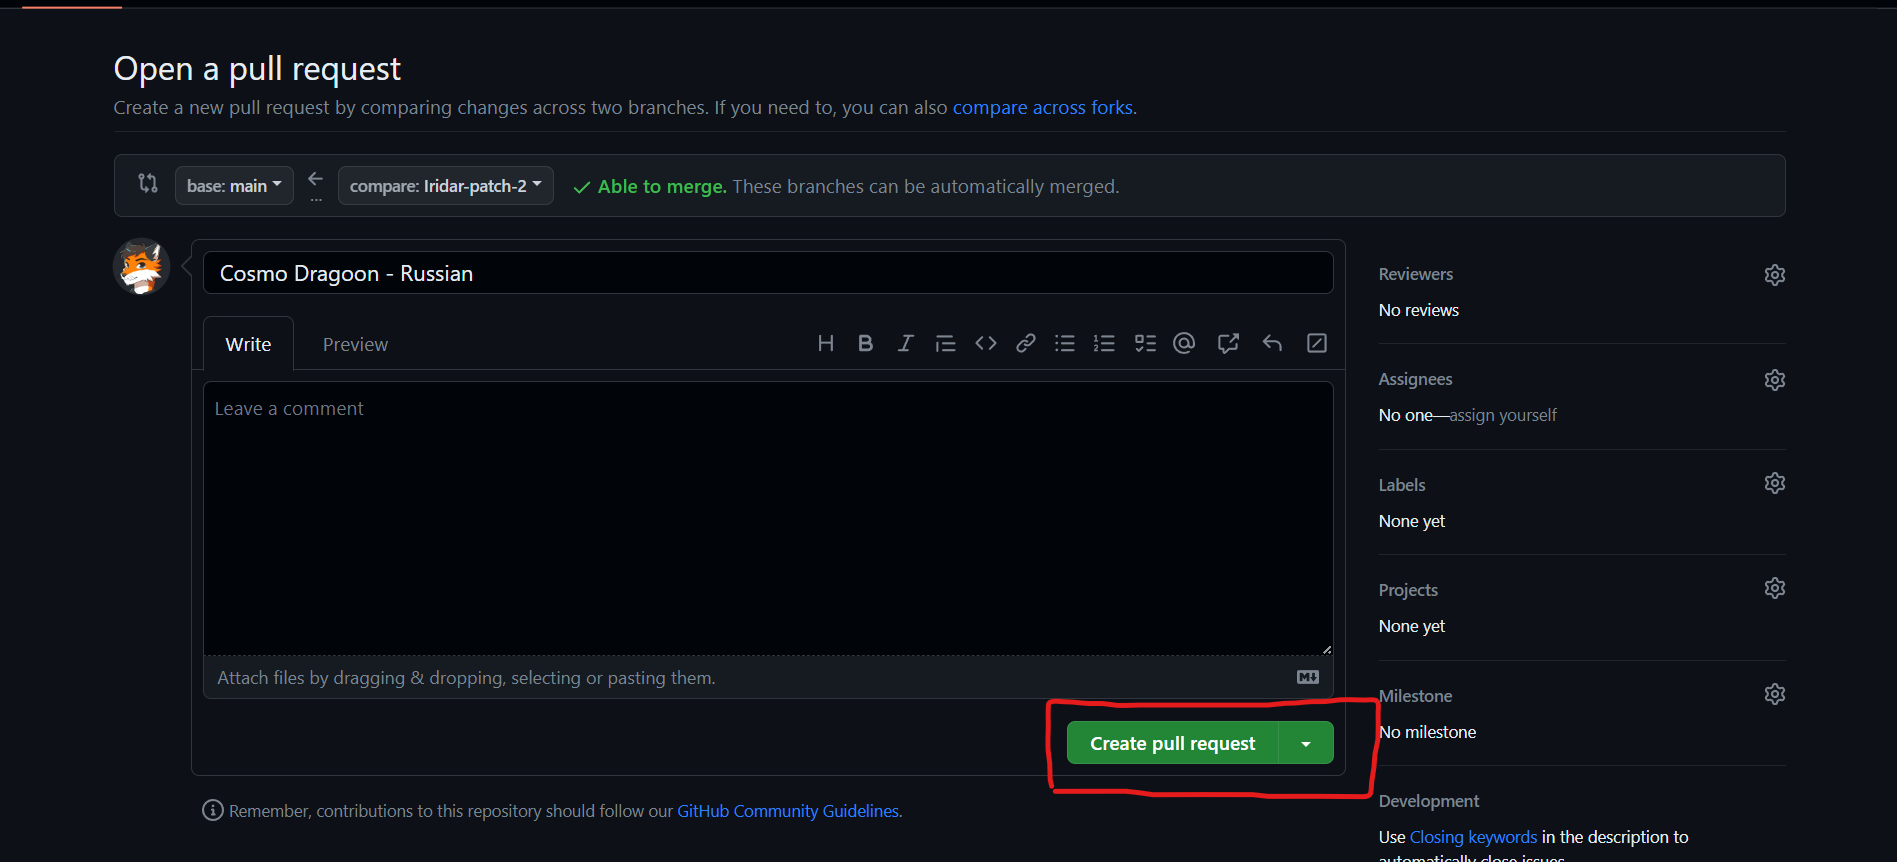 Open a pull request
Create a new pull request by comparing changes across two branches. If you need to, you can also compare across forks.
base: main
...
compare: Iridar-patch-2
Able to merge. These branches can be automatically merged.
Cosmo Dragoon - Russian
Write
Preview
Leave a comment
Attach files by dragging & dropping, selecting or pasting them.
Create pull request
Remember, contributions to this repository should follow our GitHub Community Guidelines.
Reviewers
No reviews
Assignees
No one—assign yourself
Labels
None yet
Projects
None yet
Milestone
No milestone
Development
Use Closing keywords in the description to
automatically close issues